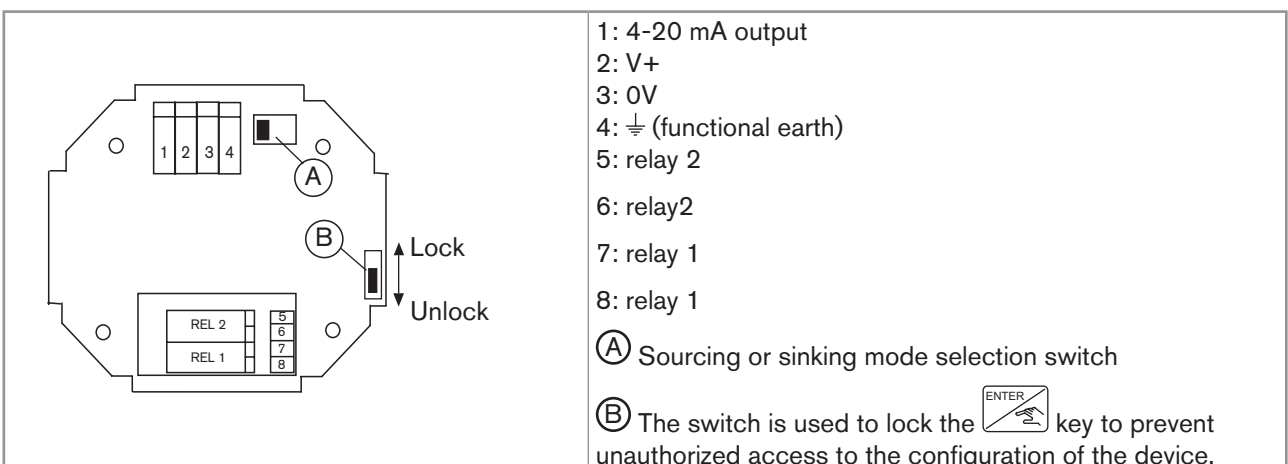 1 2 3 4
A
B
Lock
Unlock
REL 2
REL 1
5
6
7
8
1: 4-20 mA output
2: V+
3: 0V
4: ⏚ (functional earth)
5: relay 2
6: relay2
7: relay 1
8: relay 1
A Sourcing or sinking mode selection switch
ENTER
B The switch is used to lock the key to prevent
unauthorized access to the configuration of the device.